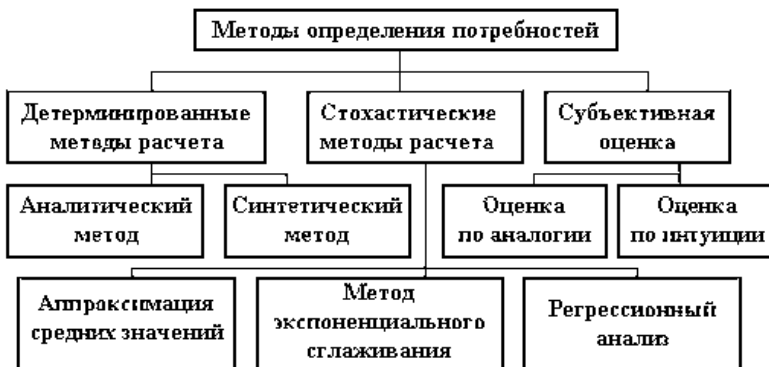 Методы определения потребностей
Детерминированные
методы расчета
Стохастические
методы расчета
Субъективная
оценка
Аналитический
метод
Синтетический
метод
Оценка
по аналогии
Оценка
по интуиции
Аппраксимация
средних значений
Метод
экспоненциального
сглаживания
Регрессионный
анализ